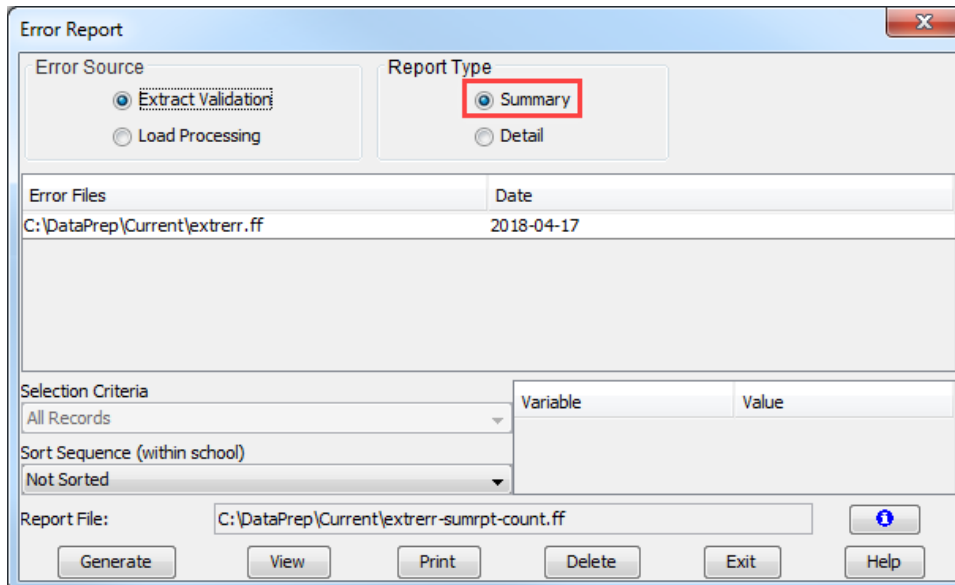 Error Report
Error Source
Report Type
Extract Validation
Summary
Load Processing
Detail
Error Files
Date
C:\DataPrep\Current\extrerr.ff
2018-04-17
Selection Criteria
Variable
Value
All Records
Sort Sequence (within school)
Not Sorted
Report File:
C:\DataPrep\Current\extrerr-sumrpt-count.ff
Generate
View
Print
Delete
Exit
Help